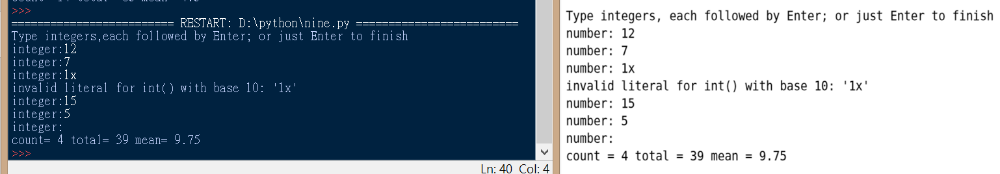 >>>
========================= RESTART: D:\python\nine.py =========================
Type integers,each followed by Enter; or just Enter to finish
integer:12
integer:7
integer:1x
invalid literal for int() with base 10: '1x'
integer:15
integer:5
integer:
count= 4 total= 39 mean= 9.75
>>>
Ln: 40 Col: 4
Type integers, each followed by Enter; or just Enter to finish
number: 12
number: 7
number: 1x
invalid literal for int() with base 10: '1x'
number: 15
number: 5
number:
count = 4 total = 39 mean = 9.75